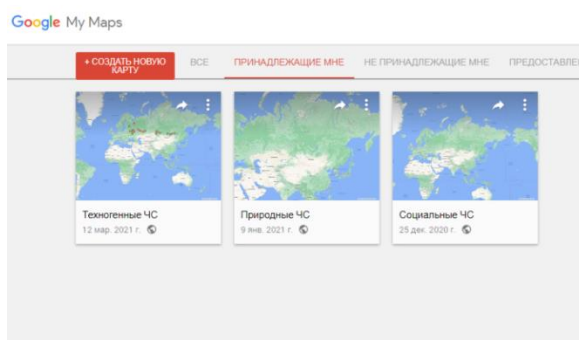 Google My Maps
+ СОЗДАТЬ НОВУЮ
КАРТУ
ВСЕ
ПРИНАДЛЕЖАЩИЕ МНЕ
НЕ ПРИНАДЛЕЖАЩИЕ МНЕ
ПРЕДОСТАВЛЕ
Техногенные ЧС
Природные ЧС
Социальные ЧС
12 мар. 2021 г.
9 янв. 2021 г.
25 дек. 2020 г.